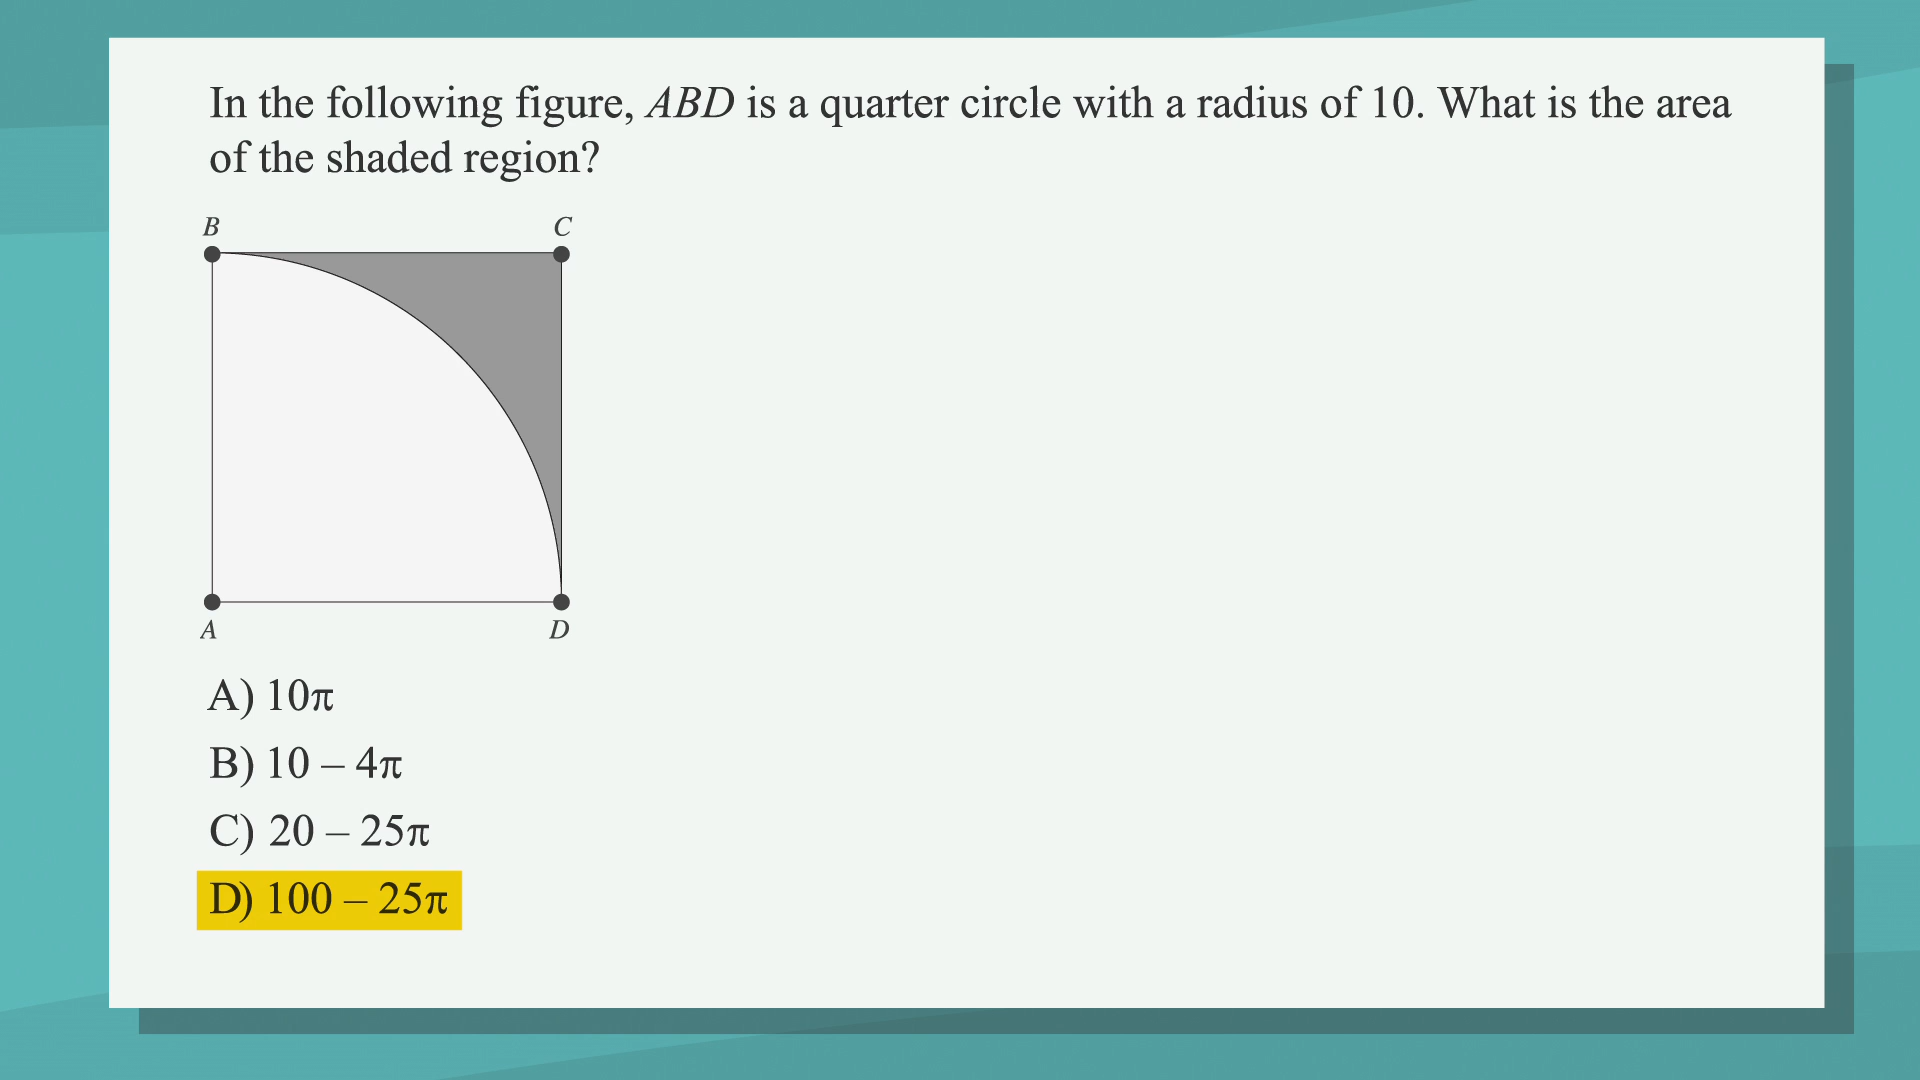 In the following figure, ABD is a quarter circle with a radius of 10. What is the area
of the shaded region?
B
C
A
D
A) 10π
B) 10 – 4π
C) 20 – 25π
D) 100 – 25π